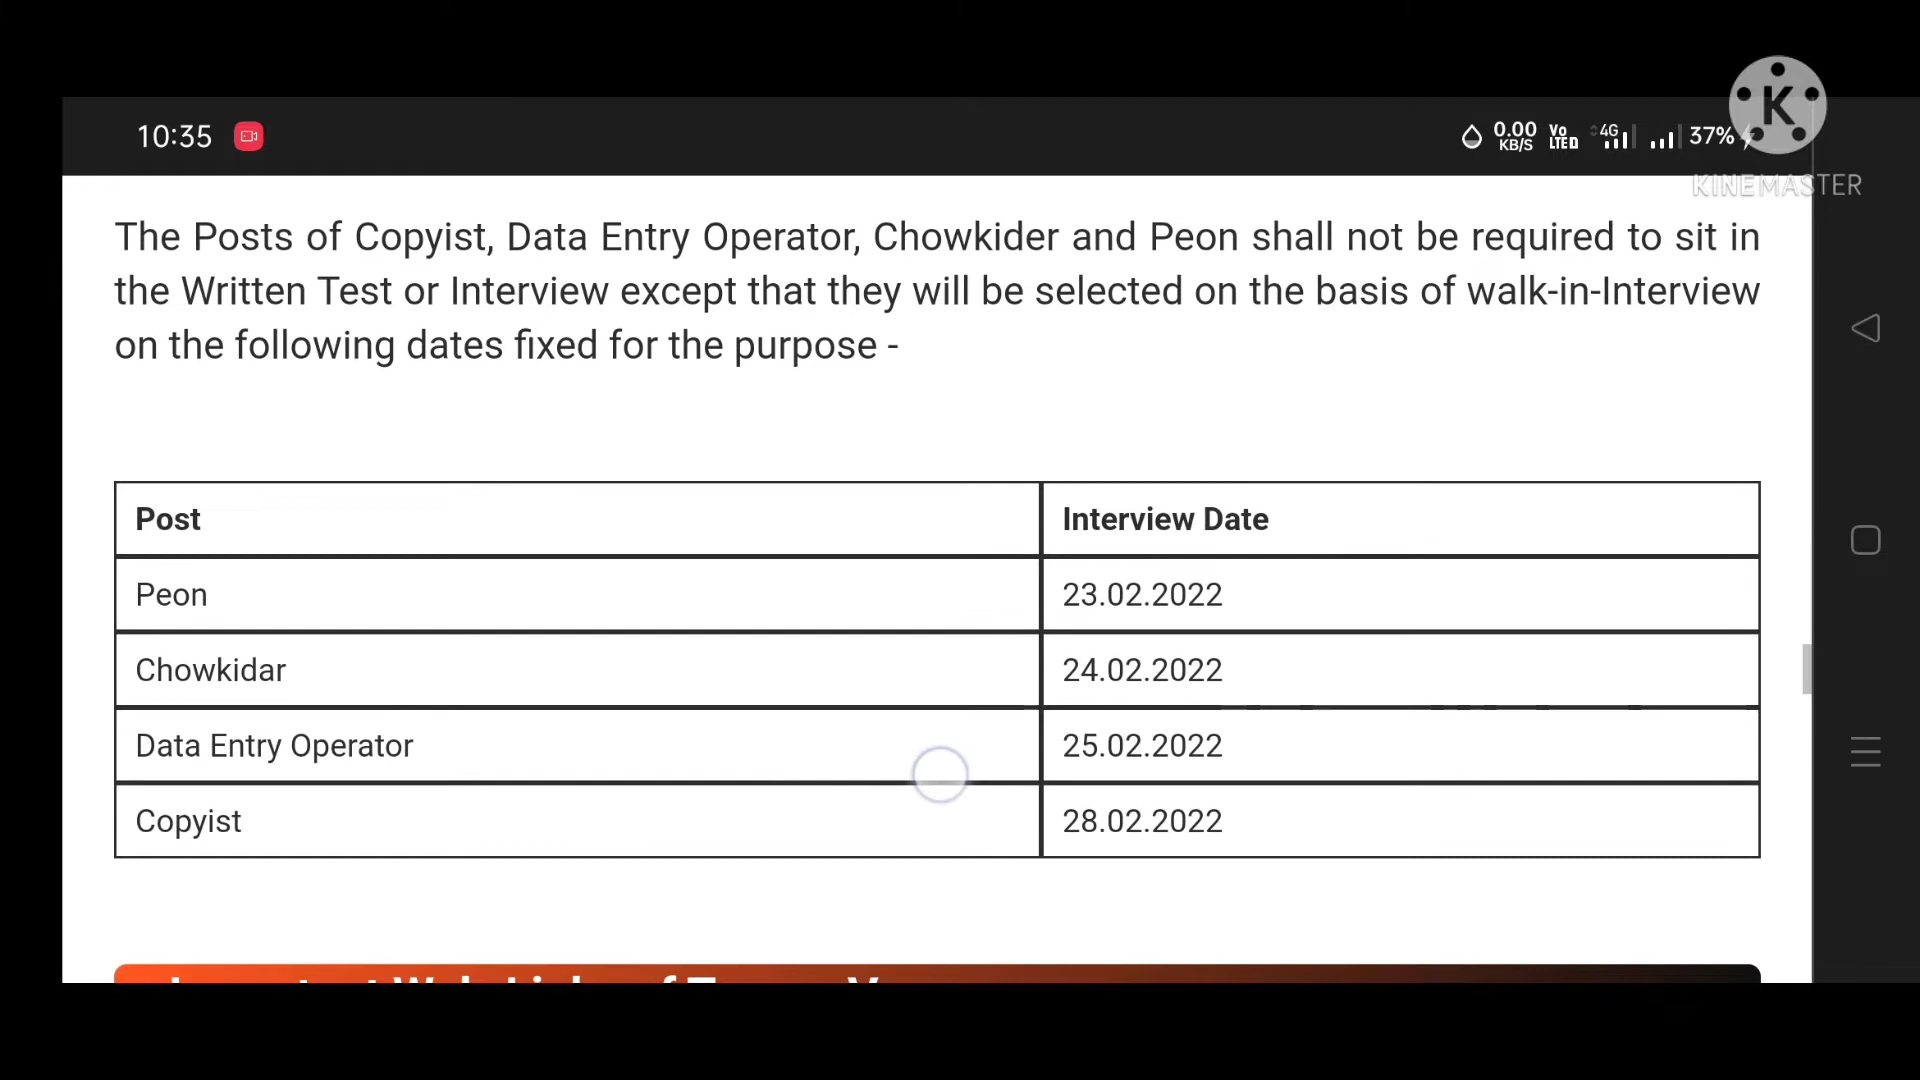 10:35
0.00 KB/S Vo LTE 4G 37%
K
KINEMASTER
The Posts of Copyist, Data Entry Operator, Chowkider and Peon shall not be required to sit in
the Written Test or Interview except that they will be selected on the basis of walk-in-Interview
on the following dates fixed for the purpose -
Post Interview Date
Peon 23.02.2022
Chowkidar 24.02.2022
Data Entry Operator 25.02.2022
Copyist 28.02.2022